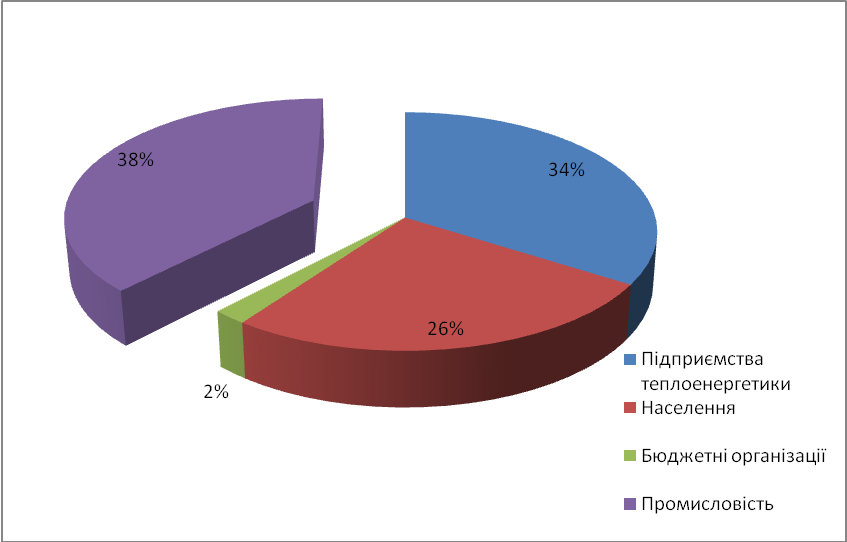 38%
34%
26%
2%
Підприємства
теплоенергетики
Населення
Бюджетні організації
Промисловість